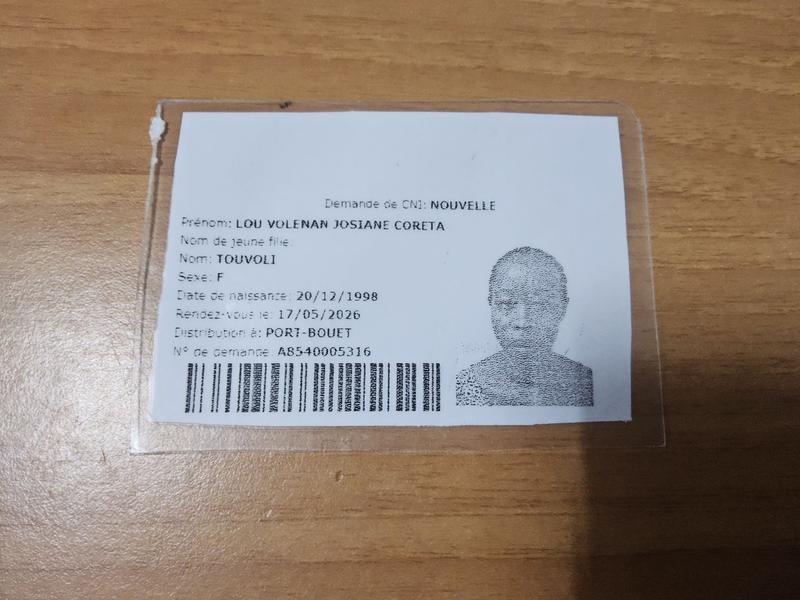 Demande de CNI: NOUVELLE
Prénom: LOU VOLENAN JOSIANE CORETA
Nom de jeune fille:
Nom: TOUVOLI
Sexe: F
Date de naissance: 20/12/1998
Rendez-vous le: 17/05/2026
Distribution à: PORT-BOUET
N° de demande: A8540005316